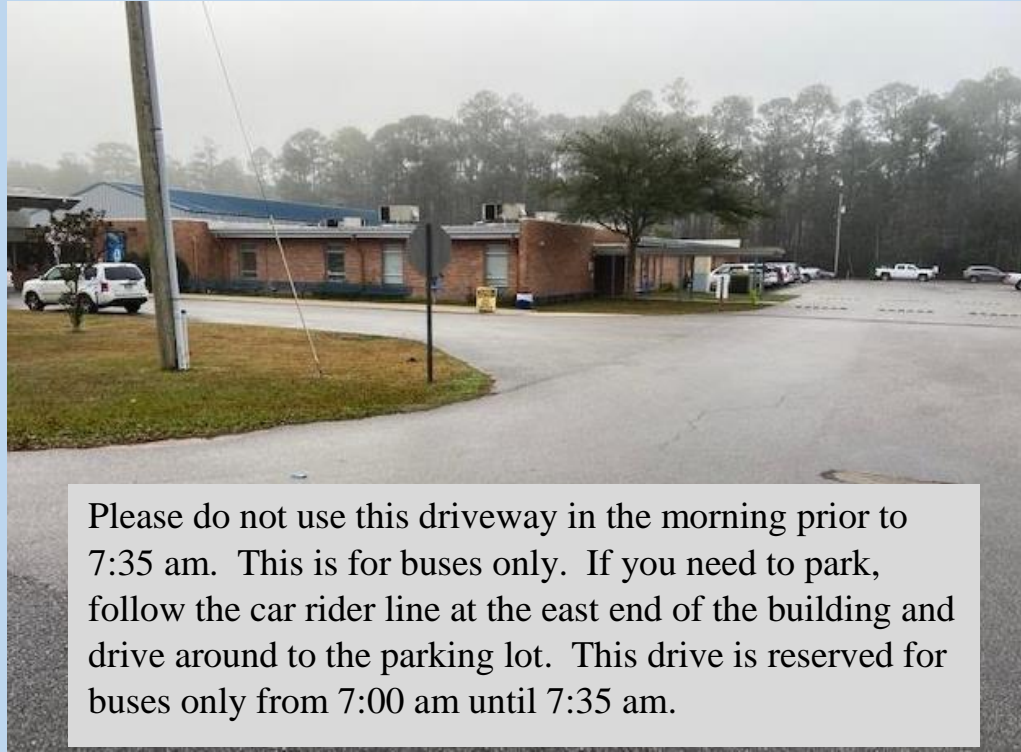 Please do not use this driveway in the morning prior to
7:35 am.  This is for buses only.  If you need to park,
follow the car rider line at the east end of the building and
drive around to the parking lot.  This drive is reserved for
buses only from 7:00 am until 7:35 am.